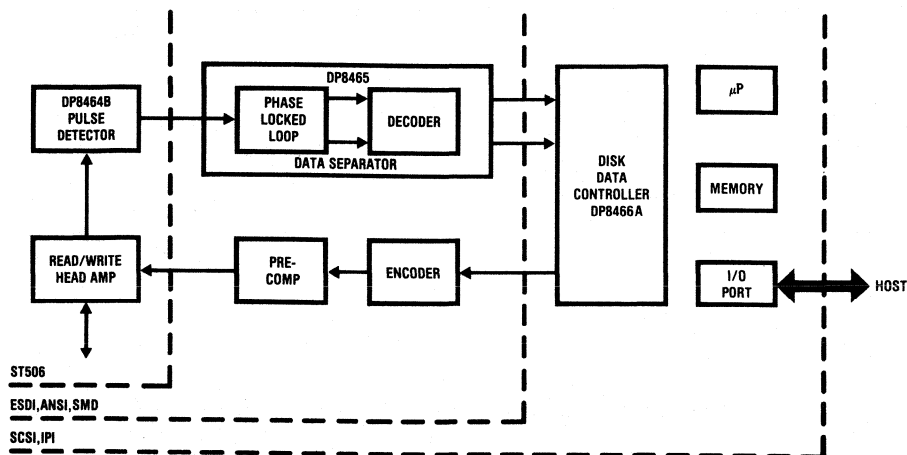 DP8464B
PULSE
DETECTOR
DP8465
PHASE
LOCKED
LOOP
DECODER
DATA SEPARATOR
DISK
DATA
CONTROLLER
DP8466A
μP
MEMORY
READ/WRITE
HEAD AMP
PRE-
COMP
ENCODER
I/O
PORT
HOST
ST506
ESDI,ANSI,SMD
SCSI,IPI